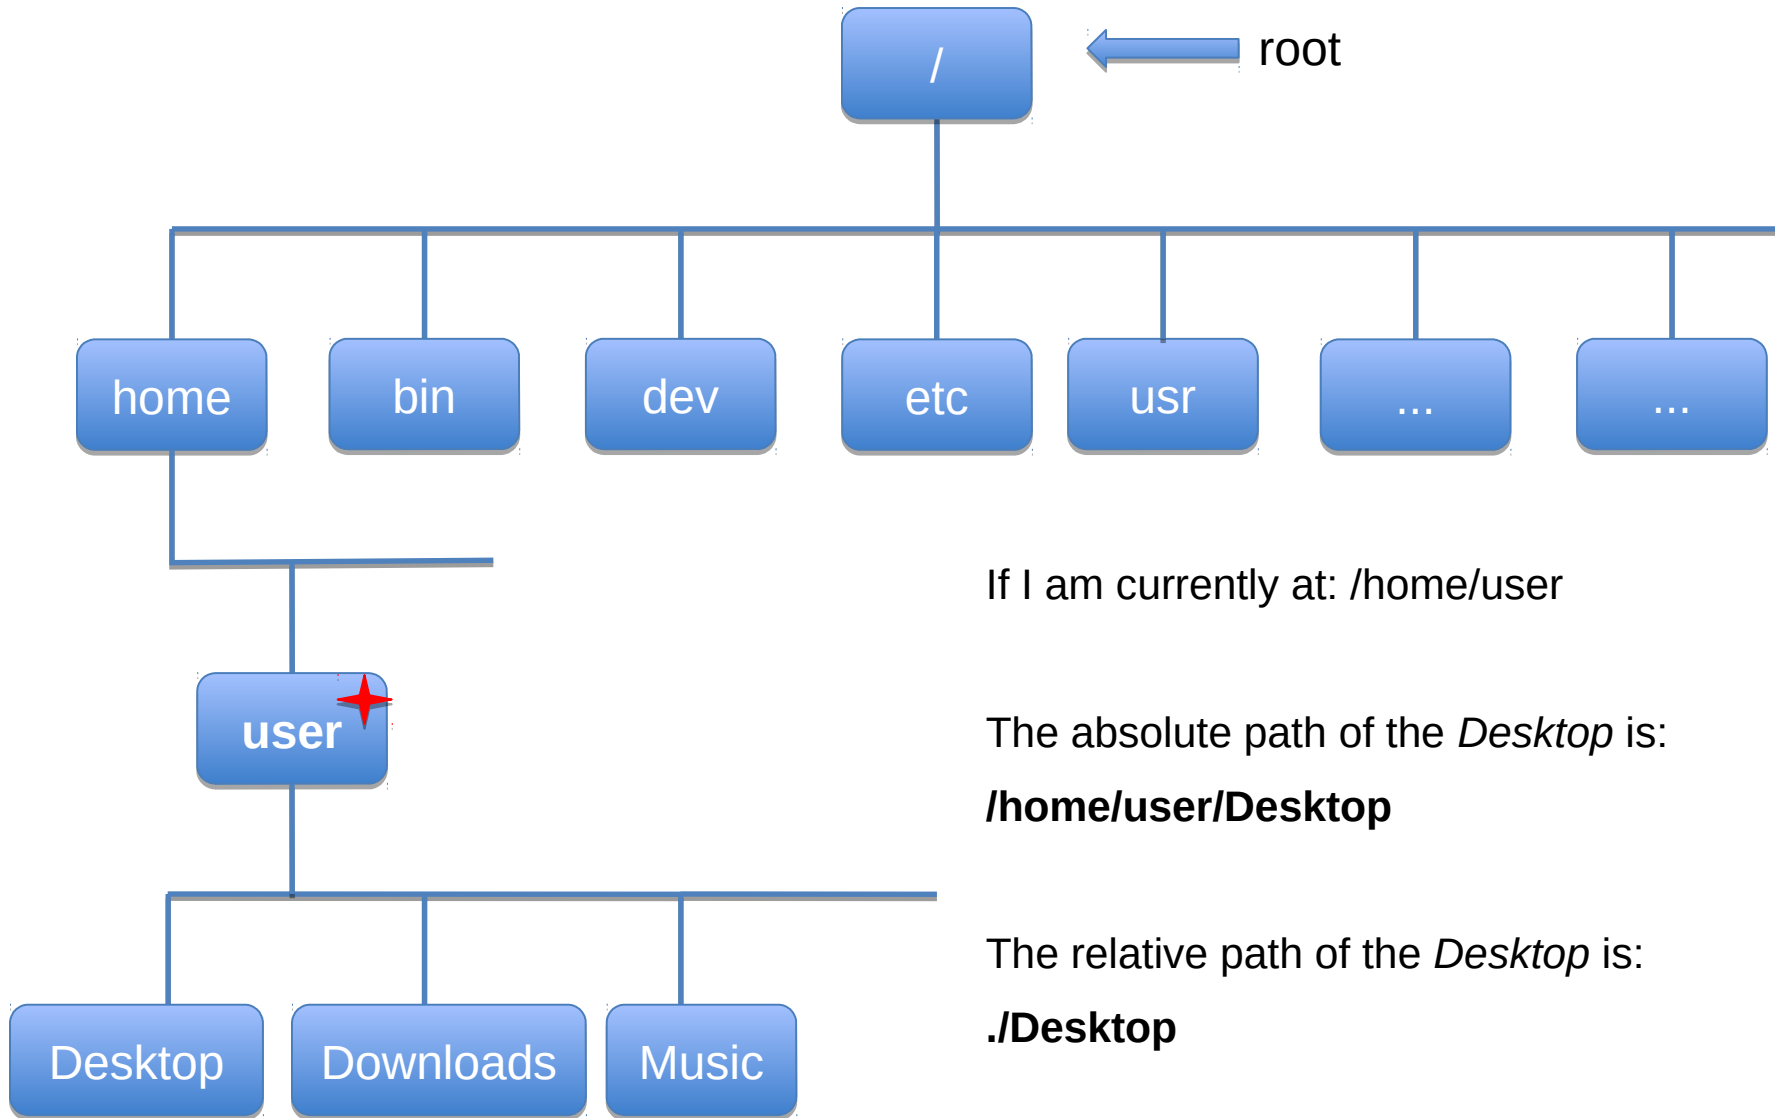 /
root
home
bin
dev
etc
usr
...
...
If I am currently at: /home/user
user
The absolute path of the Desktop is:
/home/user/Desktop
The relative path of the Desktop is:
./Desktop
Desktop
Downloads
Music